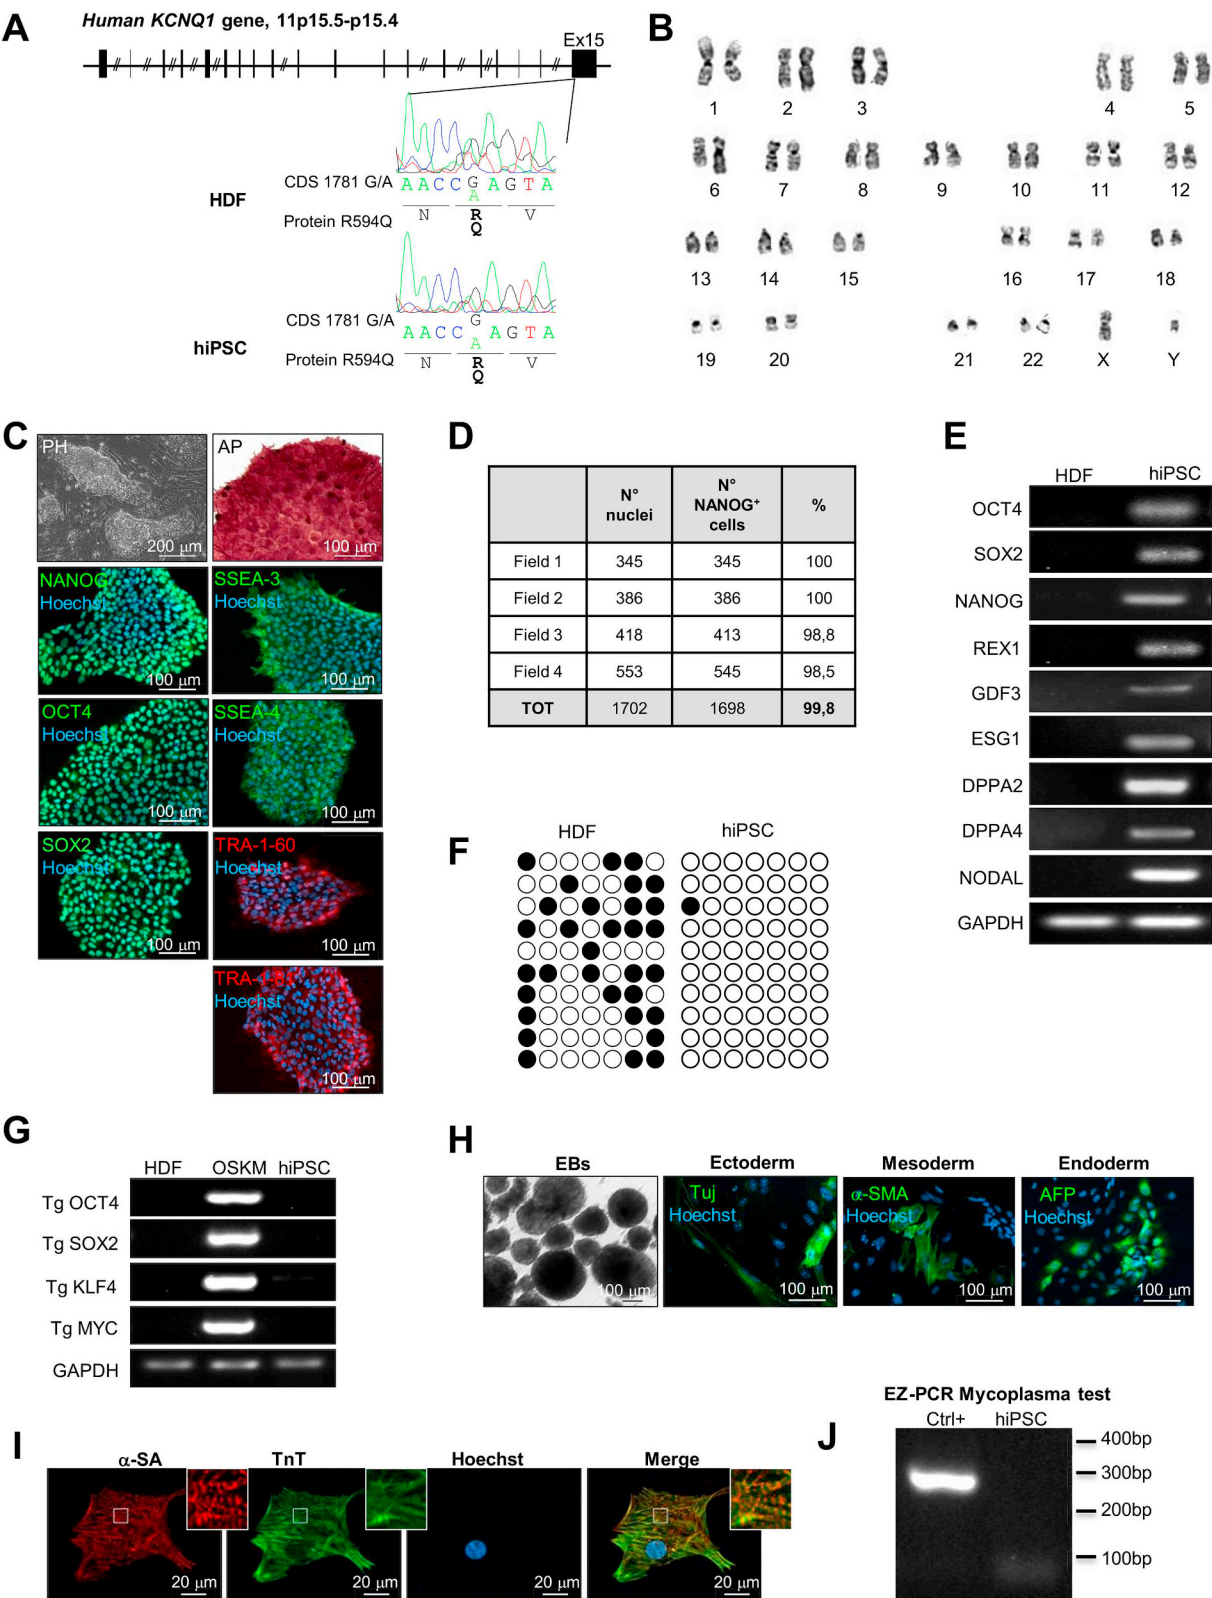 A
Human KCNQ1 gene, 11p15.5-p15.4
Ex15
HDF
CDS 1781 G/A
A A C C G A G T A
A
Protein R594Q
N R V
Q
hiPSC
CDS 1781 G/A
G
A A C C A G T A
A
Protein R594Q
N R V
Q
B
1 2 3 4 5
6 7 8 9 10 11 12
13 14 15 16 17 18
19 20 21 22 X Y
C
PH
200 µm
AP
100 µm
NANOG
Hoechst
100 µm
SSEA-3
Hoechst
100 µm
OCT4
Hoechst
100 µm
SSEA-4
Hoechst
100 µm
SOX2
Hoechst
100 µm
TRA-1-60
Hoechst
100 µm
TRA-1-81
Hoechst
100 µm
D
N° nuclei
N° NANOG+ cells
%
Field 1 345 345 100
Field 2 386 386 100
Field 3 418 413 98,8
Field 4 553 545 98,5
TOT 1702 1698 99,8
E
HDF hiPSC
OCT4
SOX2
NANOG
REX1
GDF3
ESG1
DPPA2
DPPA4
NODAL
GAPDH
F
HDF hiPSC
G
HDF OSKM hiPSC
Tg OCT4
Tg SOX2
Tg KLF4
Tg MYC
GAPDH
H
EBs
100 µm
Ectoderm
Tuj
Hoechst
100 µm
Mesoderm
α-SMA
Hoechst
100 µm
Endoderm
AFP
Hoechst
100 µm
I
α-SA TnT Hoechst Merge
20 µm 20 µm 20 µm 20 µm
J
EZ-PCR Mycoplasma test
Ctrl+ hiPSC
400bp
300bp
200bp
100bp